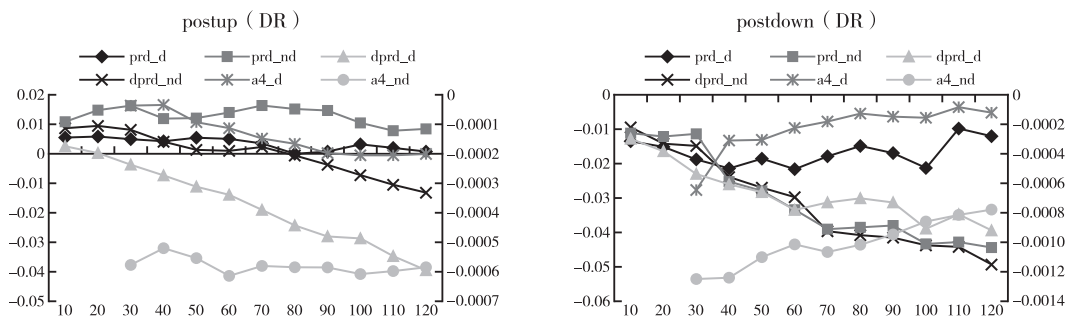 postup（DR）
prd_d prd_nd dprd_d
dprd_nd a4_d a4_nd
0.02 0
0.01 -0.0001
0 -0.0002
-0.01 -0.0003
-0.02 -0.0004
-0.03 -0.0005
-0.04 -0.0006
-0.05 -0.0007
10 20 30 40 50 60 70 80 90 100 110 120
postdown（DR）
prd_d prd_nd dprd_d
dprd_nd a4_d a4_nd
0 0
-0.01 -0.0002
-0.02 -0.0004
-0.03 -0.0006
-0.04 -0.0008
-0.05 -0.0010
-0.06 -0.0012
-0.0014
10 20 30 40 50 60 70 80 90 100 110 120